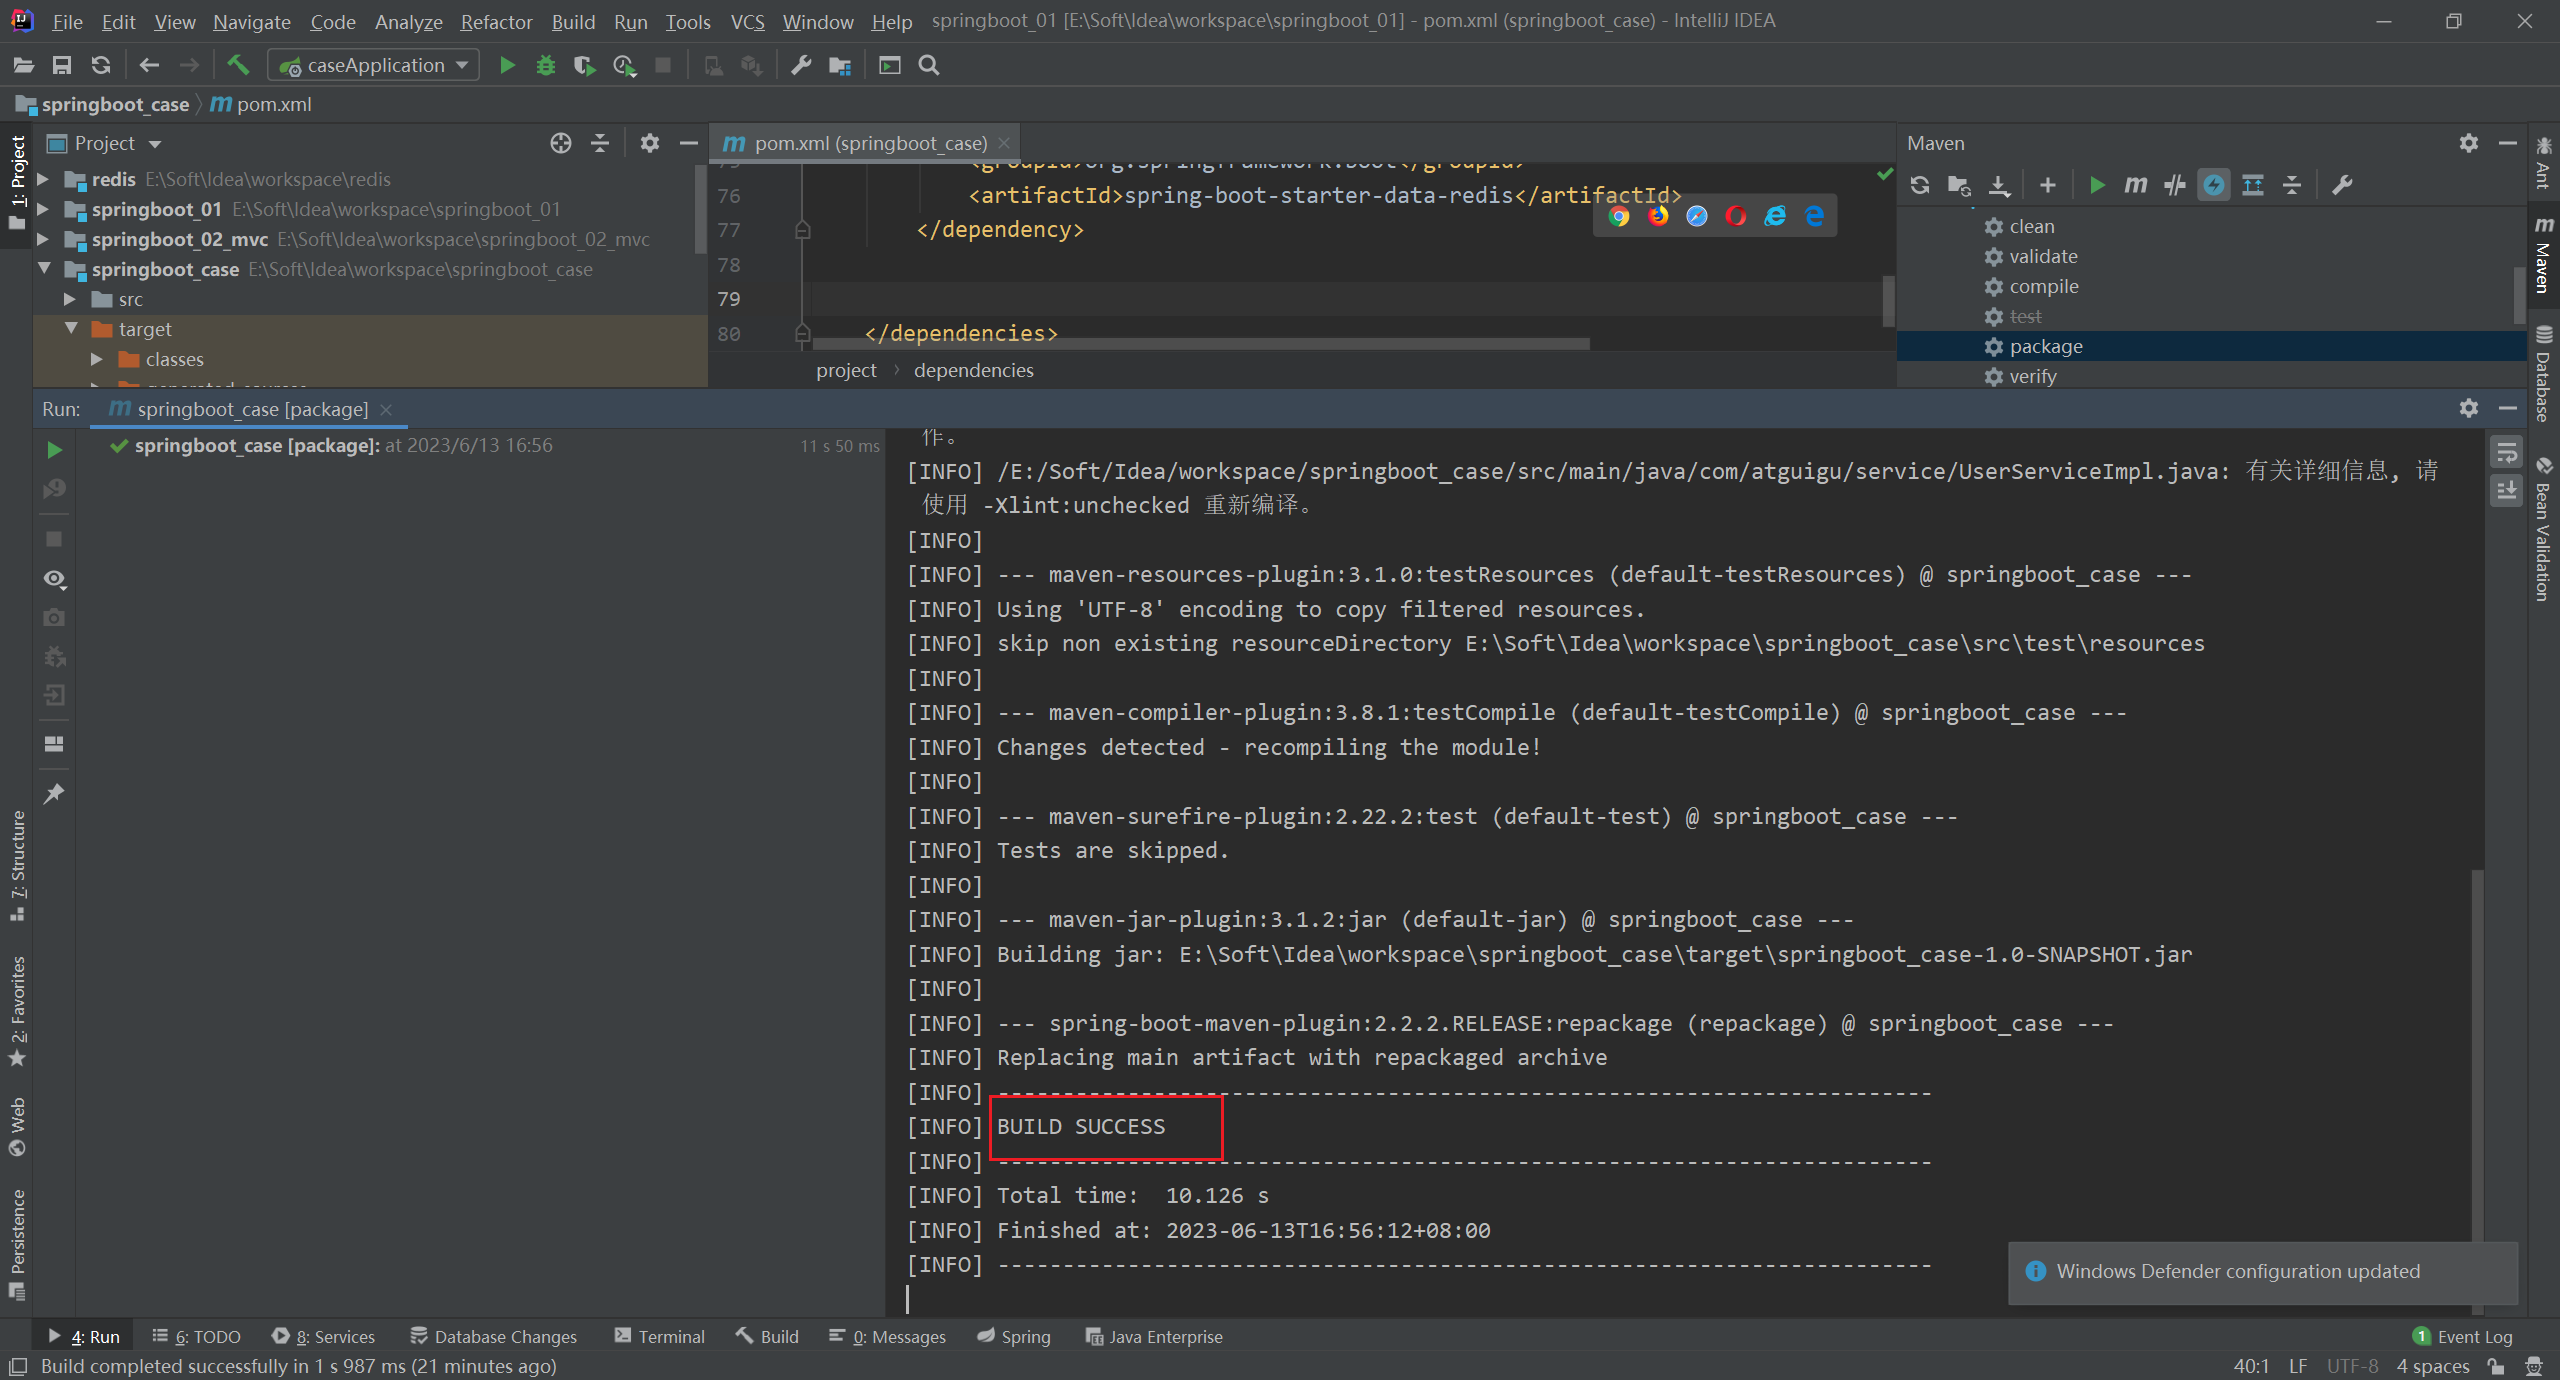 File Edit View Navigate Code Analyze Refactor Build Run Tools VCS Window Help springboot_01 [E:\Soft\Idea\workspace\springboot_01] - pom.xml (springboot_case) - IntelliJ IDEA
caseApplication
springboot_case pom.xml
1: Project
Project
redis E:\Soft\Idea\workspace\redis
springboot_01 E:\Soft\Idea\workspace\springboot_01
springboot_02_mvc E:\Soft\Idea\workspace\springboot_02_mvc
springboot_case E:\Soft\Idea\workspace\springboot_case
src
target
classes
generated-sources
pom.xml (springboot_case)
75 <groupId>org.springframework.boot</groupId>
76 <artifactId>spring-boot-starter-data-redis</artifactId>
77 </dependency>
78
79
80 </dependencies>
project dependencies
Maven
clean
validate
compile
test
package
verify
Ant
Maven
Database
Bean Validation
Run: springboot_case [package]
springboot_case [package]: at 2023/6/13 16:56 11 s 50 ms
作。
[INFO] /E:/Soft/Idea/workspace/springboot_case/src/main/java/com/atguigu/service/UserServiceImpl.java: 有关详细信息, 请
使用 -Xlint:unchecked 重新编译。
[INFO]
[INFO] --- maven-resources-plugin:3.1.0:testResources (default-testResources) @ springboot_case ---
[INFO] Using 'UTF-8' encoding to copy filtered resources.
[INFO] skip non existing resourceDirectory E:\Soft\Idea\workspace\springboot_case\src\test\resources
[INFO]
[INFO] --- maven-compiler-plugin:3.8.1:testCompile (default-testCompile) @ springboot_case ---
[INFO] Changes detected - recompiling the module!
[INFO]
[INFO] --- maven-surefire-plugin:2.22.2:test (default-test) @ springboot_case ---
[INFO] Tests are skipped.
[INFO]
[INFO] --- maven-jar-plugin:3.1.2:jar (default-jar) @ springboot_case ---
[INFO] Building jar: E:\Soft\Idea\workspace\springboot_case\target\springboot_case-1.0-SNAPSHOT.jar
[INFO]
[INFO] --- spring-boot-maven-plugin:2.2.2.RELEASE:repackage (repackage) @ springboot_case ---
[INFO] Replacing main artifact with repackaged archive
[INFO] ------------------------------------------------------------------------
[INFO] BUILD SUCCESS
[INFO] ------------------------------------------------------------------------
[INFO] Total time:  10.126 s
[INFO] Finished at: 2023-06-13T16:56:12+08:00
[INFO] ------------------------------------------------------------------------
7: Structure
2: Favorites
Web
Persistence
Windows Defender configuration updated
4: Run 6: TODO 8: Services Database Changes Terminal Build 0: Messages Spring Java Enterprise 1 Event Log
Build completed successfully in 1 s 987 ms (21 minutes ago) 40:1 LF UTF-8 4 spaces